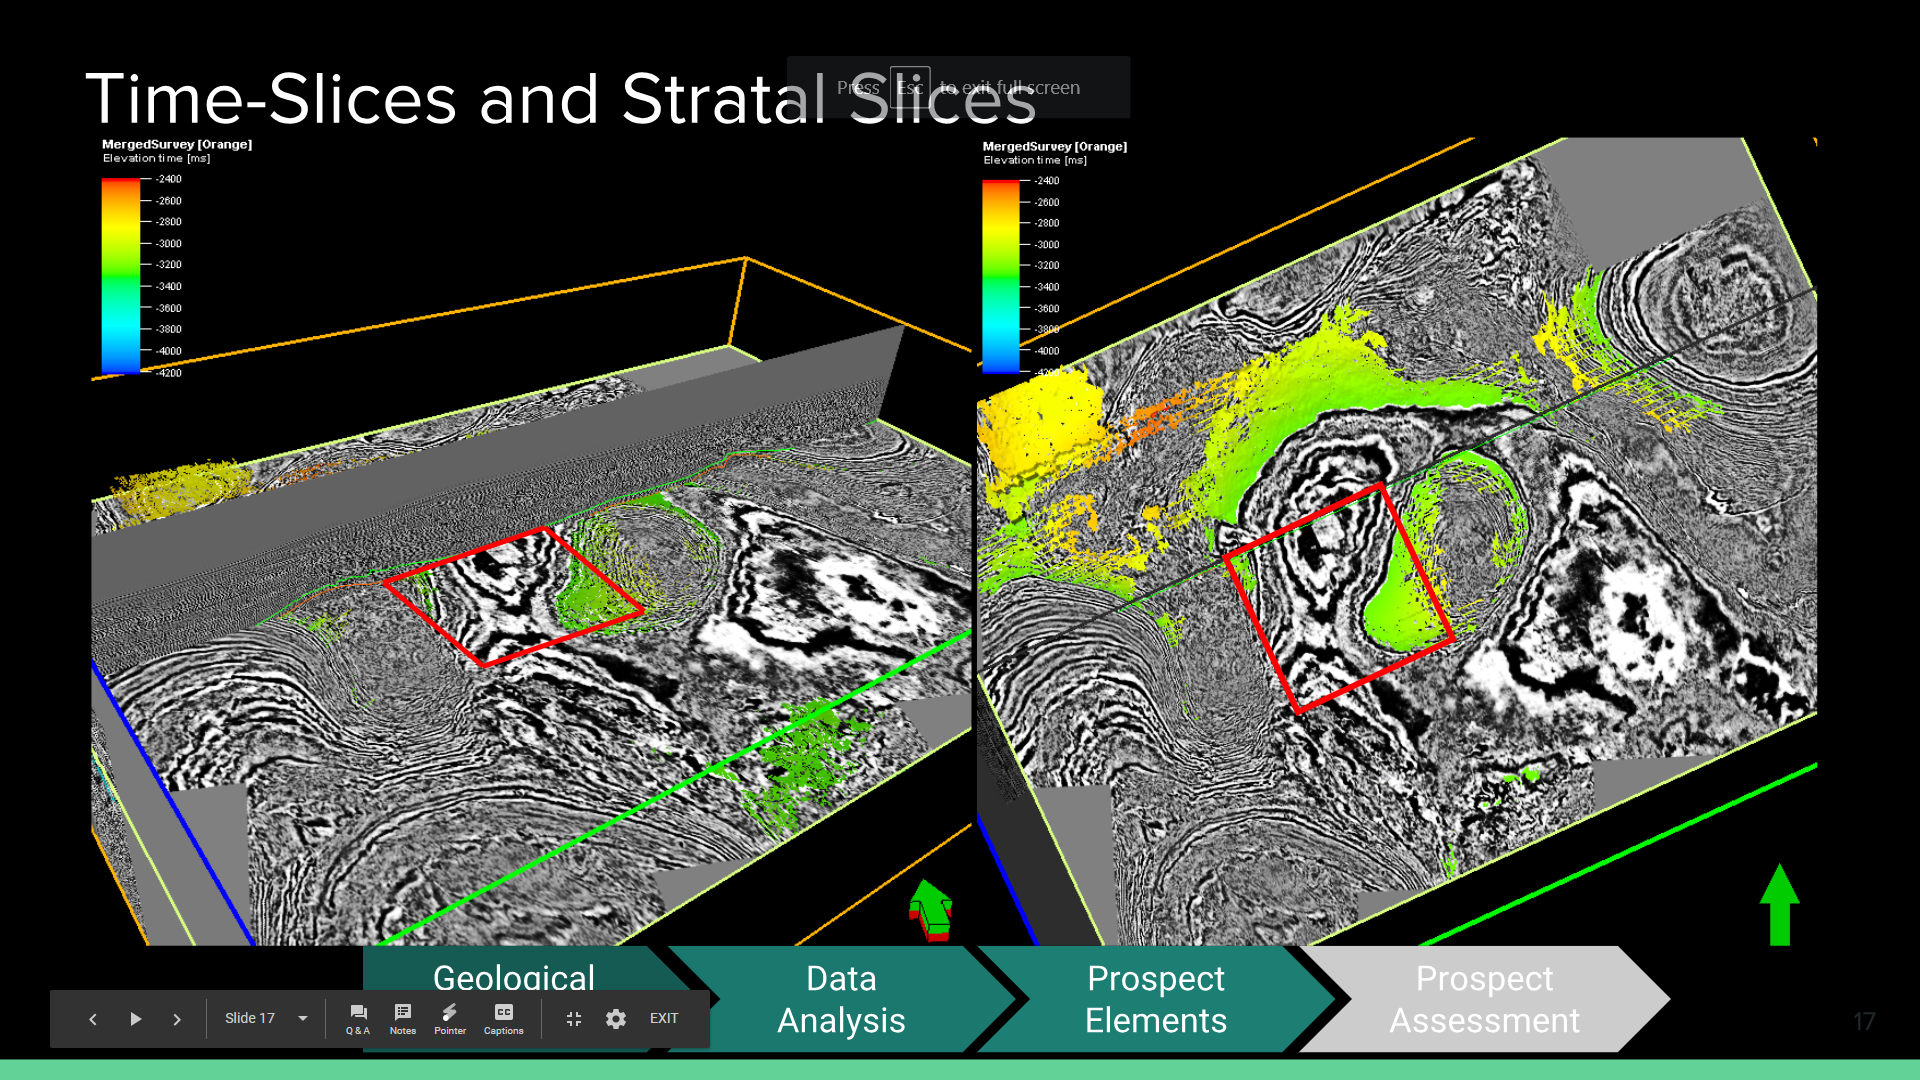 Time-Slices and Stratal Slices
Press Esc to exit full screen
MergedSurvey [Orange]
Elevation time [ms]
-2400
-2600
-2800
-3000
-3200
-3400
-3600
-3800
-4000
-4200
MergedSurvey [Orange]
Elevation time [ms]
-2400
-2600
-2800
-3000
-3200
-3400
-3600
-3800
-4000
-4200
Geological
Data
Analysis
Prospect
Elements
Prospect
Assessment
Slide 17
Q & A
Notes
Pointer
CC
Captions
EXIT
17